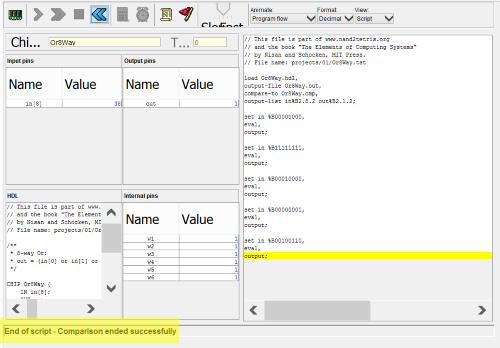 Animate:
Program flow
Format:
Decimal
View:
Script
Chi...
Or8Way
T...
0
Input pins
Name
Value
in[8]
38
Output pins
Name
Value
out
1
HDL
// This file is part of www.
// and the book "The Elements
// by Nisan and Schocken, MI
// File name: projects/01/Or
/**
* 8-way Or:
* out = (in[0] or in[1] or
*/
CHIP Or8Way {
IN in[8];
Internal pins
Name
Value
w1
1
w2
1
w3
1
w4
1
w5
1
w6
1
// This file is part of www.nand2tetris.org
// and the book "The Elements of Computing Systems"
// by Nisan and Schocken, MIT Press.
// File name: projects/01/Or8Way.tst
load Or8Way.hdl,
output-file Or8Way.out,
compare-to Or8Way.cmp,
output-list in%B2.8.2 out%B2.1.2;
set in %B00000000,
eval,
output;
set in %B11111111,
eval,
output;
set in %B00010000,
eval,
output;
set in %B00000001,
eval,
output;
set in %B00100110,
eval,
output;
End of script - Comparison ended successfully